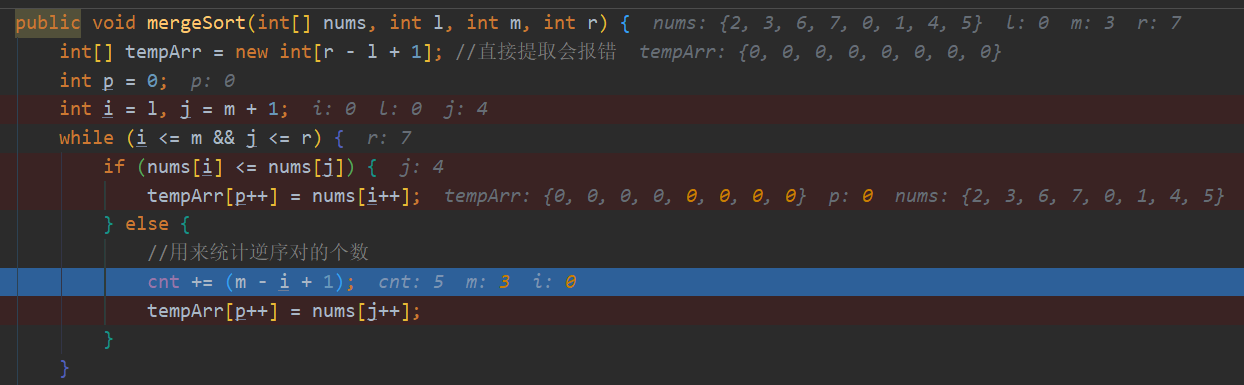 public void mergeSort(int[] nums, int l, int m, int r) {  nums: {2, 3, 6, 7, 0, 1, 4, 5}  l: 0  m: 3  r: 7
int[] tempArr = new int[r - l + 1]; //直接提取会报错  tempArr: {0, 0, 0, 0, 0, 0, 0, 0}
int p = 0;  p: 0
int i = l, j = m + 1;  i: 0  l: 0  j: 4
while (i <= m && j <= r) {  r: 7
if (nums[i] <= nums[j]) {  j: 4
tempArr[p++] = nums[i++];  tempArr: {0, 0, 0, 0, 0, 0, 0, 0}  p: 0  nums: {2, 3, 6, 7, 0, 1, 4, 5}
} else {
//用来统计逆序对的个数
cnt += (m - i + 1);  cnt: 5  m: 3  i: 0
tempArr[p++] = nums[j++];
}
}